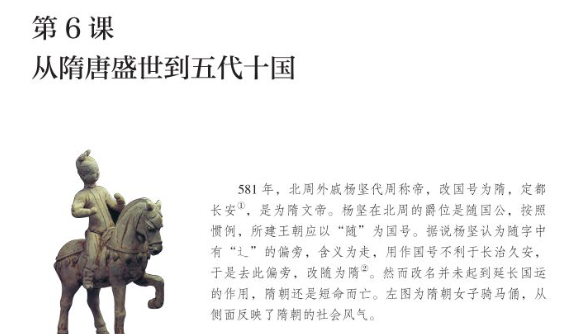 第 6 课
从隋唐盛世到五代十国
581 年，北周外戚杨坚代周称帝，改国号为隋，定都
长安①，是为隋文帝。杨坚在北周的爵位是随国公，按照
惯例，所建王朝应以“随”为国号。据说杨坚认为随字中
有“辶”的偏旁，含义为走，用作国号不利于长治久安，
于是去此偏旁，改随为隋②。然而改名并未起到延长国运
的作用，隋朝还是短命而亡。左图为隋朝女子骑马俑，从
侧面反映了隋朝的社会风气。